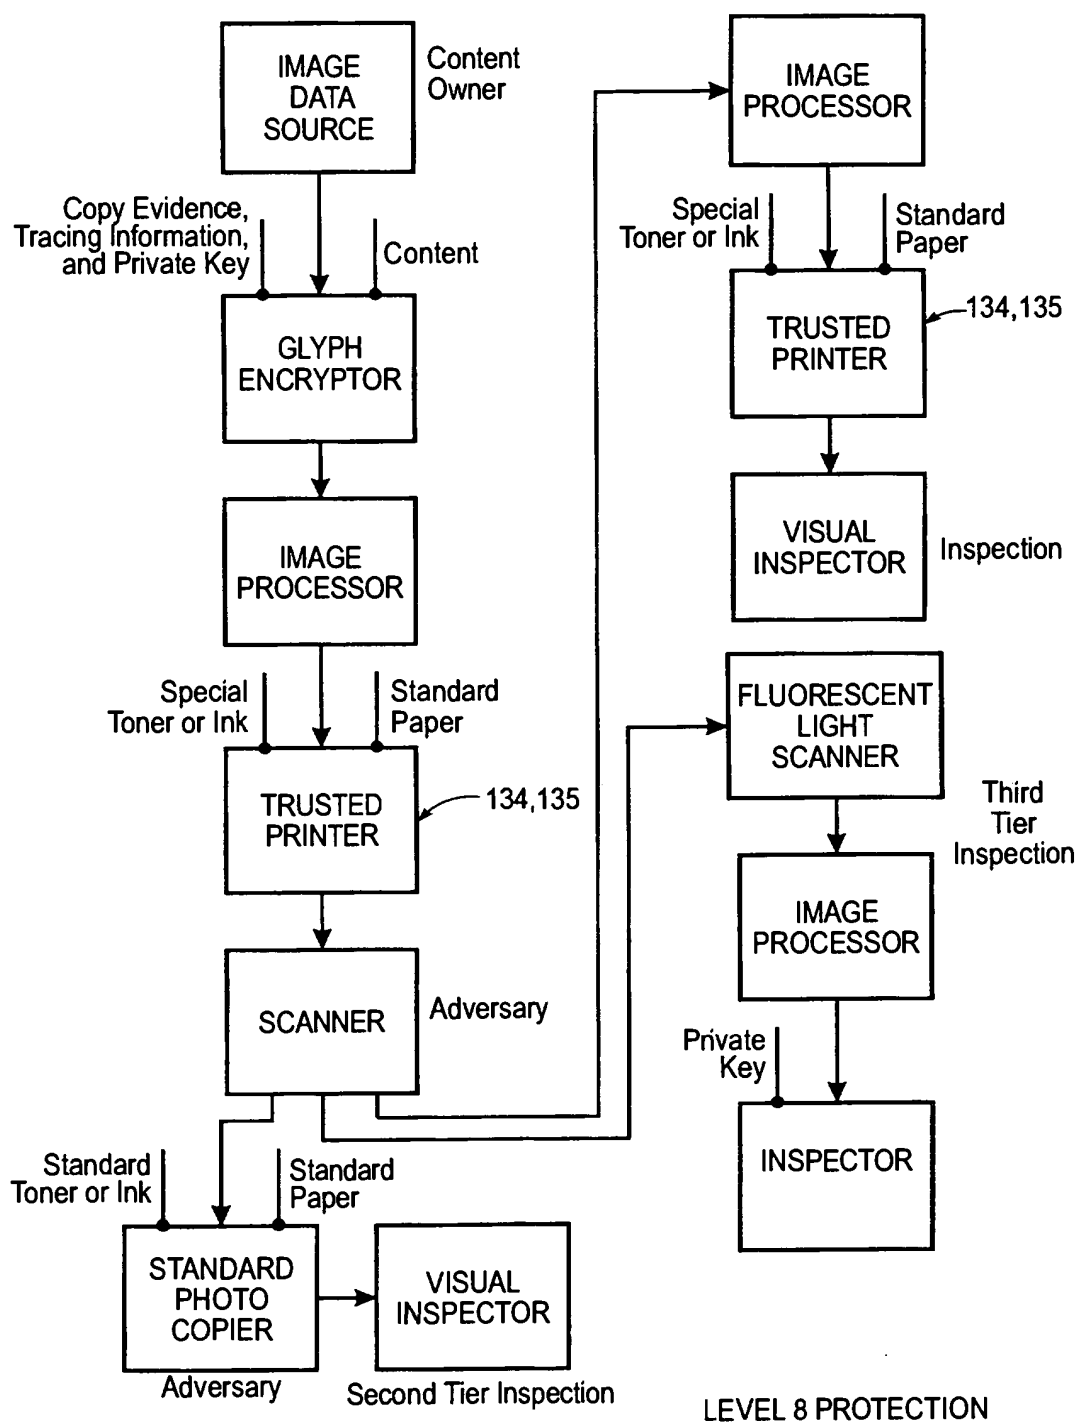 IMAGE
DATA
SOURCE
Content
Owner
Copy Evidence,
Tracing Information,
and Private Key
Content
GLYPH
ENCRYPTOR
IMAGE
PROCESSOR
Special
Toner or Ink
Standard
Paper
TRUSTED
PRINTER
134,135
SCANNER
Adversary
Standard
Toner or Ink
Standard
Paper
STANDARD
PHOTO
COPIER
Adversary
VISUAL
INSPECTOR
Second Tier Inspection
IMAGE
PROCESSOR
Special
Toner or Ink
Standard
Paper
TRUSTED
PRINTER
134,135
VISUAL
INSPECTOR
Inspection
FLUORESCENT
LIGHT
SCANNER
Third
Tier
Inspection
IMAGE
PROCESSOR
Private
Key
INSPECTOR
LEVEL 8 PROTECTION